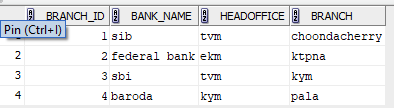 BRANCH_ID BANK_NAME HEADOFFICE BRANCH
Pin (Ctrl+I)
1 sib tvm choondacherry
2 2 federal bank ekm ktpna
3 3 sbi tvm kym
4 4 baroda kym pala